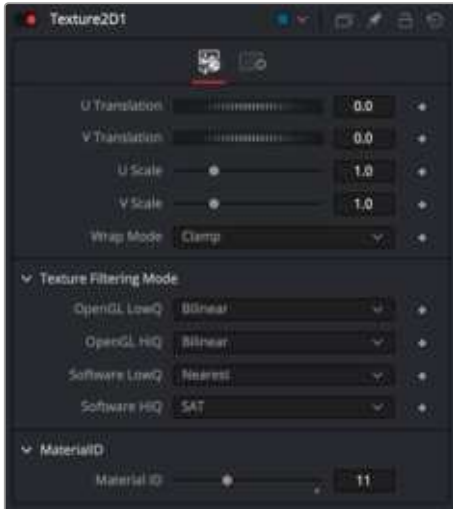 Texture2D1
U Translation 0.0
V Translation 0.0
U Scale 1.0
V Scale 1.0
Wrap Mode Clamp
Texture Filtering Mode
OpenGL LowQ Bilinear
OpenGL HiQ Bilinear
Software LowQ Nearest
Software HiQ SAT
MaterialID
Material ID 11